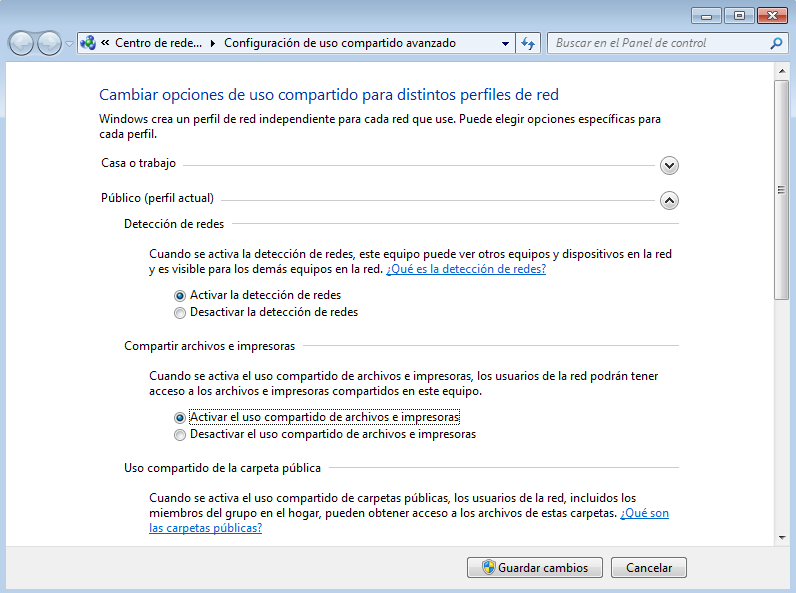 « Centro de rede... Configuración de uso compartido avanzado
Buscar en el Panel de control
Cambiar opciones de uso compartido para distintos perfiles de red
Windows crea un perfil de red independiente para cada red que use. Puede elegir opciones específicas para
cada perfil.
Casa o trabajo
Público (perfil actual)
Detección de redes
Cuando se activa la detección de redes, este equipo puede ver otros equipos y dispositivos en la red
y es visible para los demás equipos en la red. ¿Qué es la detección de redes?
Activar la detección de redes
Desactivar la detección de redes
Compartir archivos e impresoras
Cuando se activa el uso compartido de archivos e impresoras, los usuarios de la red podrán tener
acceso a los archivos e impresoras compartidos en este equipo.
Activar el uso compartido de archivos e impresoras
Desactivar el uso compartido de archivos e impresoras
Uso compartido de la carpeta pública
Cuando se activa el uso compartido de carpetas públicas, los usuarios de la red, incluidos los
miembros del grupo en el hogar, pueden obtener acceso a los archivos de estas carpetas. ¿Qué son
las carpetas públicas?
Guardar cambios
Cancelar